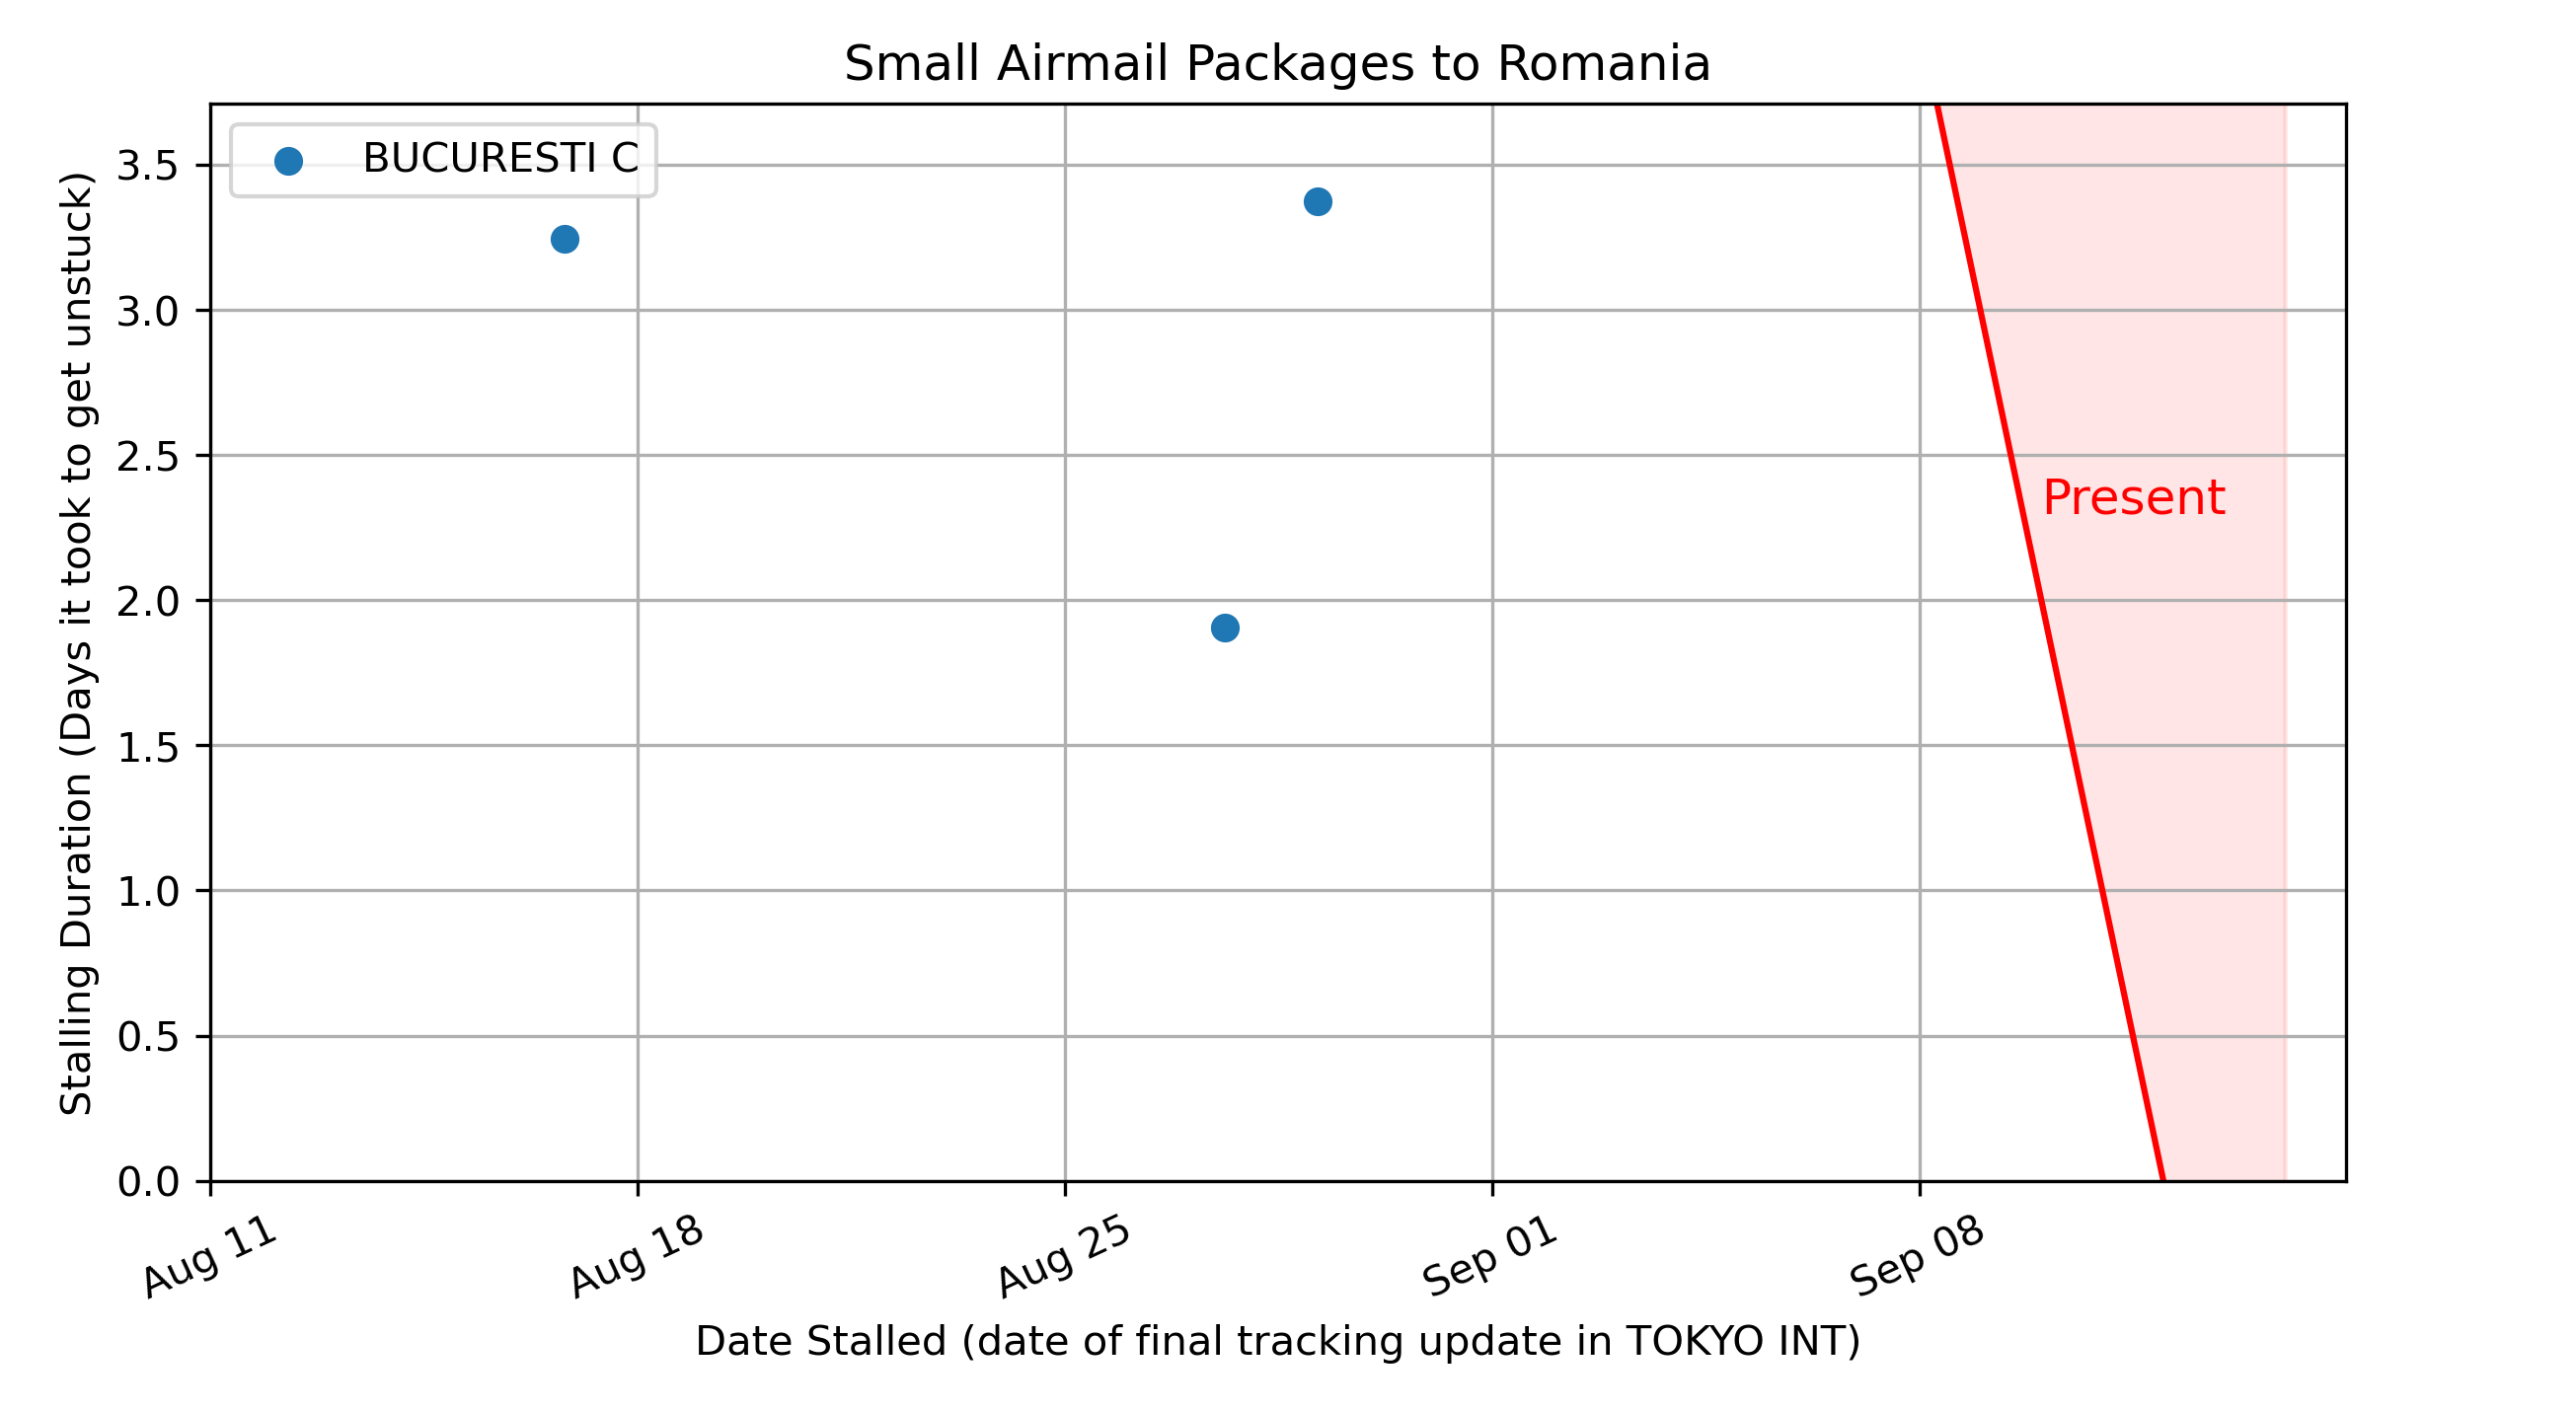 Small Airmail Packages to Romania
BUCURESTI C
Stalling Duration (Days it took to get unstuck)
3.5
3.0
2.5
2.0
1.5
1.0
0.5
0.0
Present
Aug 11
Aug 18
Aug 25
Sep 01
Sep 08
Date Stalled (date of final tracking update in TOKYO INT)